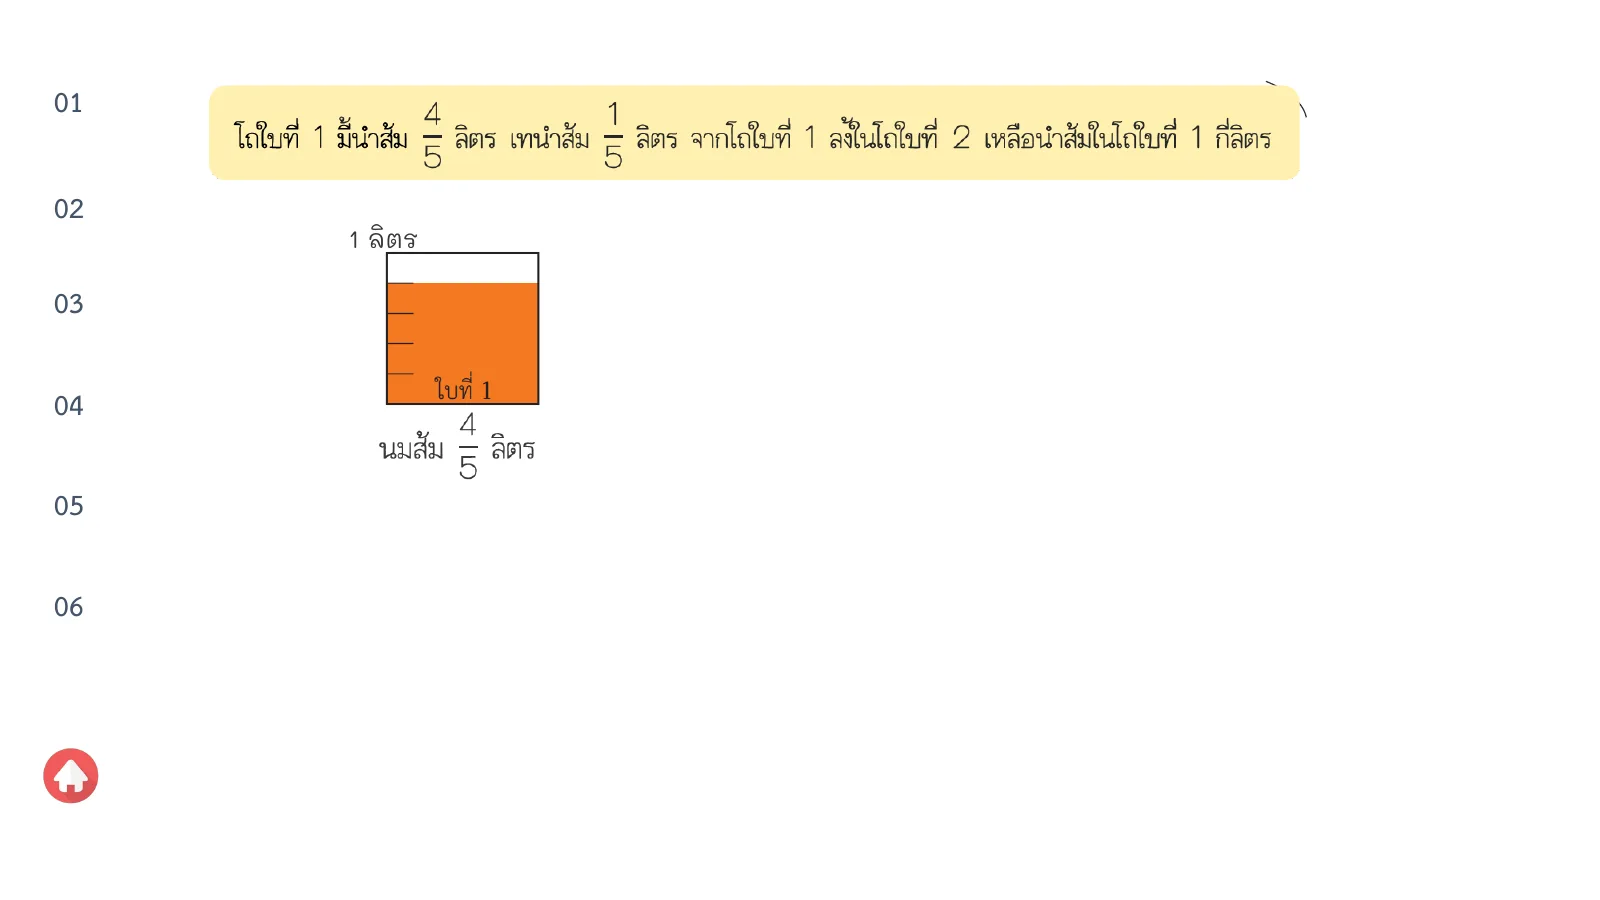 01
โถใบที่ 1 มี้นำส้ม 4/5 ลิตร เทนำส้ม 1/5 ลิตร จากโถใบที่ 1 ลงั้ในโถใบที่ 2 เหลือนำส้มในโถใบที่ 1 กี่ลิตร
02
1 ลิตร
03
ใบที่ 1
04
นมส้ม 4/5 ลิตร
05
06